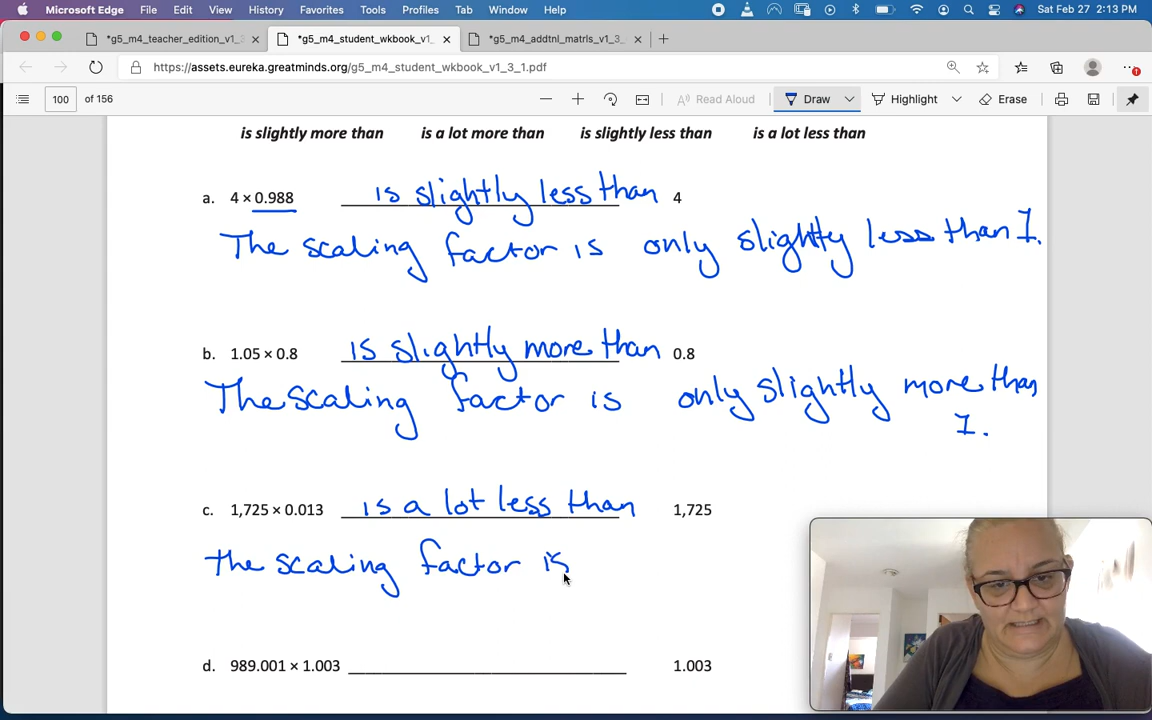 Microsoft Edge File Edit View History Favorites Tools Profiles Tab Window Help Sat Feb 27 2:13 PM
*g5_m4_teacher_edition_v1_3_ *g5_m4_student_wkbook_v1_ *g5_m4_addtnl_matrls_v1_3_
https://assets.eureka.greatminds.org/g5_m4_student_wkbook_v1_3_1.pdf
100 of 156 Read Aloud Draw Highlight Erase
is slightly more than is a lot more than is slightly less than is a lot less than
a. 4 × 0.988 is slightly less than 4
The scaling factor is only slightly less than 1.
b. 1.05 × 0.8 is slightly more than 0.8
The scaling factor is only slightly more than
1.
c. 1,725 × 0.013 is a lot less than 1,725
the scaling factor is
d. 989.001 × 1.003 ________ 1.003